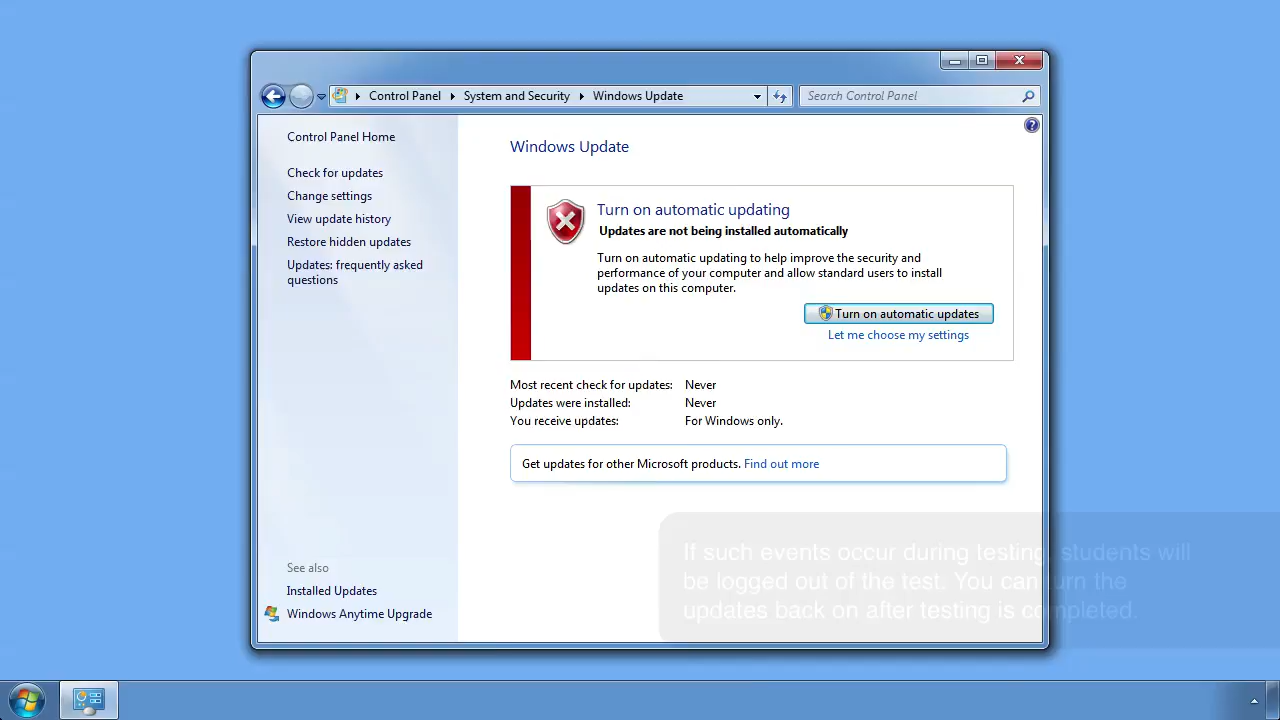 Control Panel
System and Security
Windows Update
Search Control Panel
Control Panel Home
Check for updates
Change settings
View update history
Restore hidden updates
Updates: frequently asked
questions
See also
Installed Updates
Windows Anytime Upgrade
Windows Update
Turn on automatic updating
Updates are not being installed automatically
Turn on automatic updating to help improve the security and
performance of your computer and allow standard users to install
updates on this computer.
Turn on automatic updates
Let me choose my settings
Most recent check for updates: Never
Updates were installed: Never
You receive updates: For Windows only.
Get updates for other Microsoft products. Find out more
If such events occur during testing, students will
be logged out of the test. You can turn the
updates back on after testing is completed.